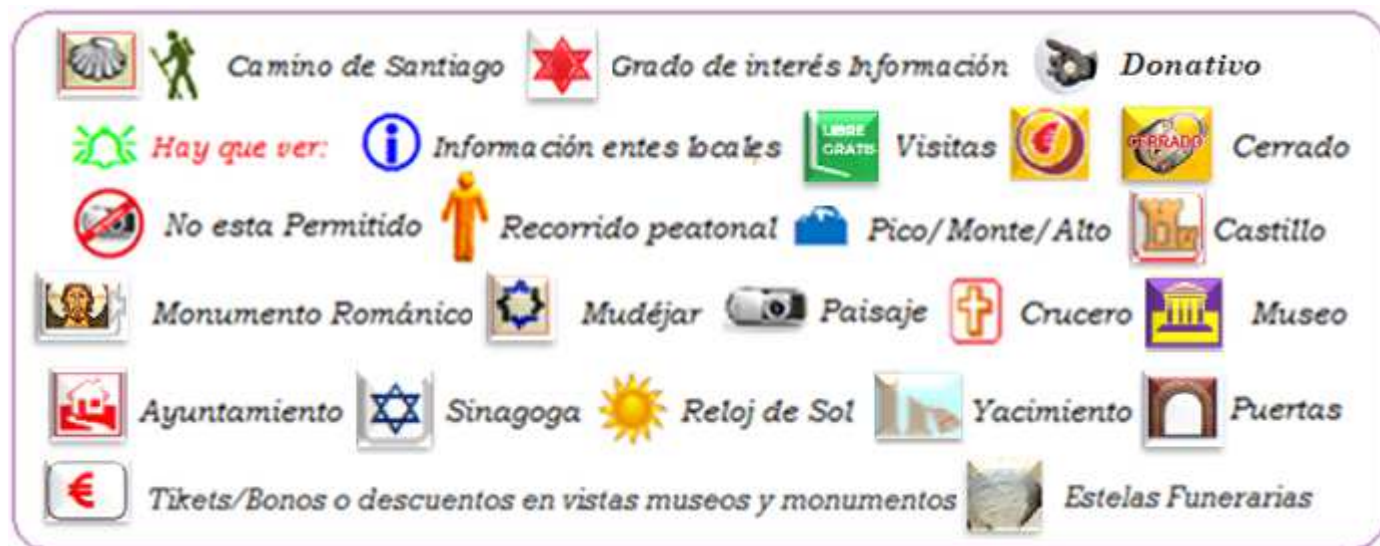 Camino de Santiago Grado de interés Información Donativo
Hay que ver: i Información entes locales LIBRE GRATIS Visitas € CERRADO Cerrado
No esta Permitido Recorrido peatonal Pico/Monte/Alto Castillo
Monumento Románico Mudéjar Paisaje Crucero Museo
Ayuntamiento Sinagoga Reloj de Sol Yacimiento Puertas
€ Tikets/Bonos o descuentos en vistas museos y monumentos Estelas Funerarias